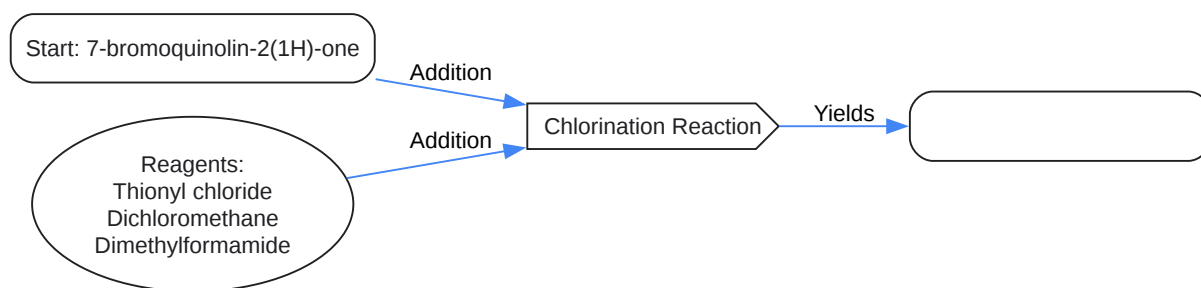 Start: 7-bromoquinolin-2(1H)-one
Addition
Reagents:
Thionyl chloride
Dichloromethane
Dimethylformamide
Addition
Chlorination Reaction
Yields